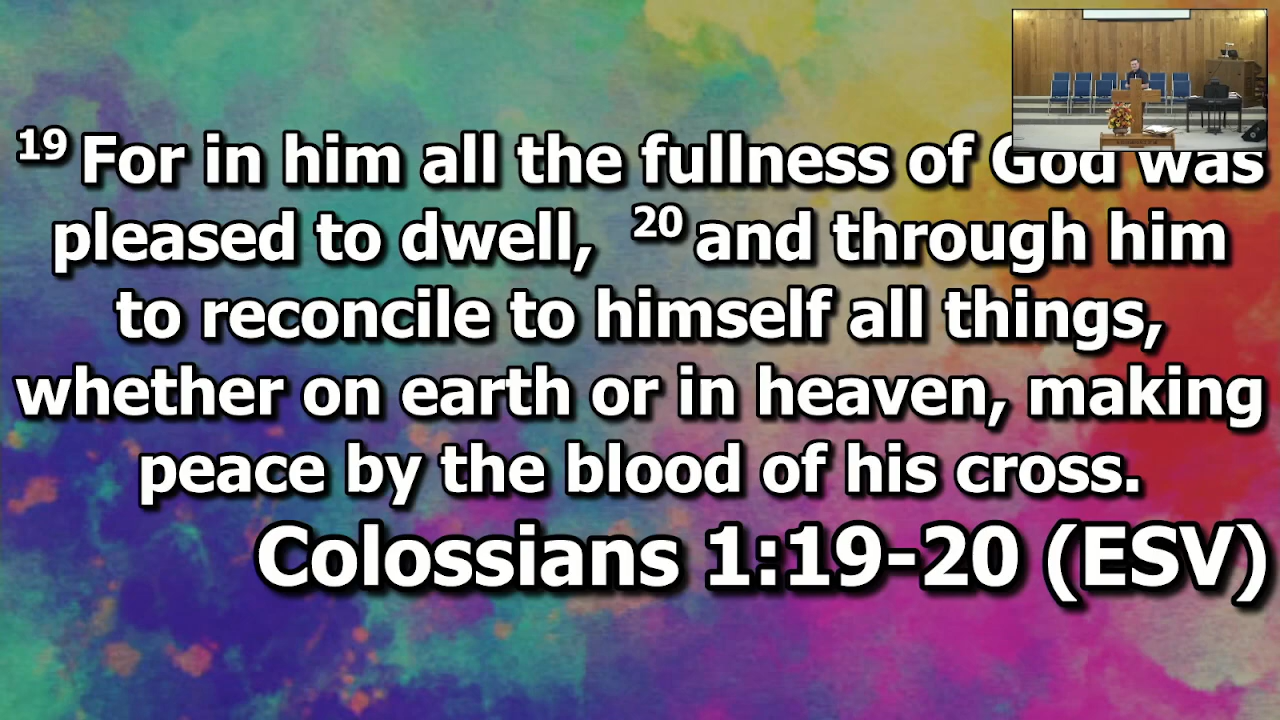 19 For in him all the fullness of God was
pleased to dwell, 20 and through him
to reconcile to himself all things,
whether on earth or in heaven, making
peace by the blood of his cross.
Colossians 1:19-20 (ESV)